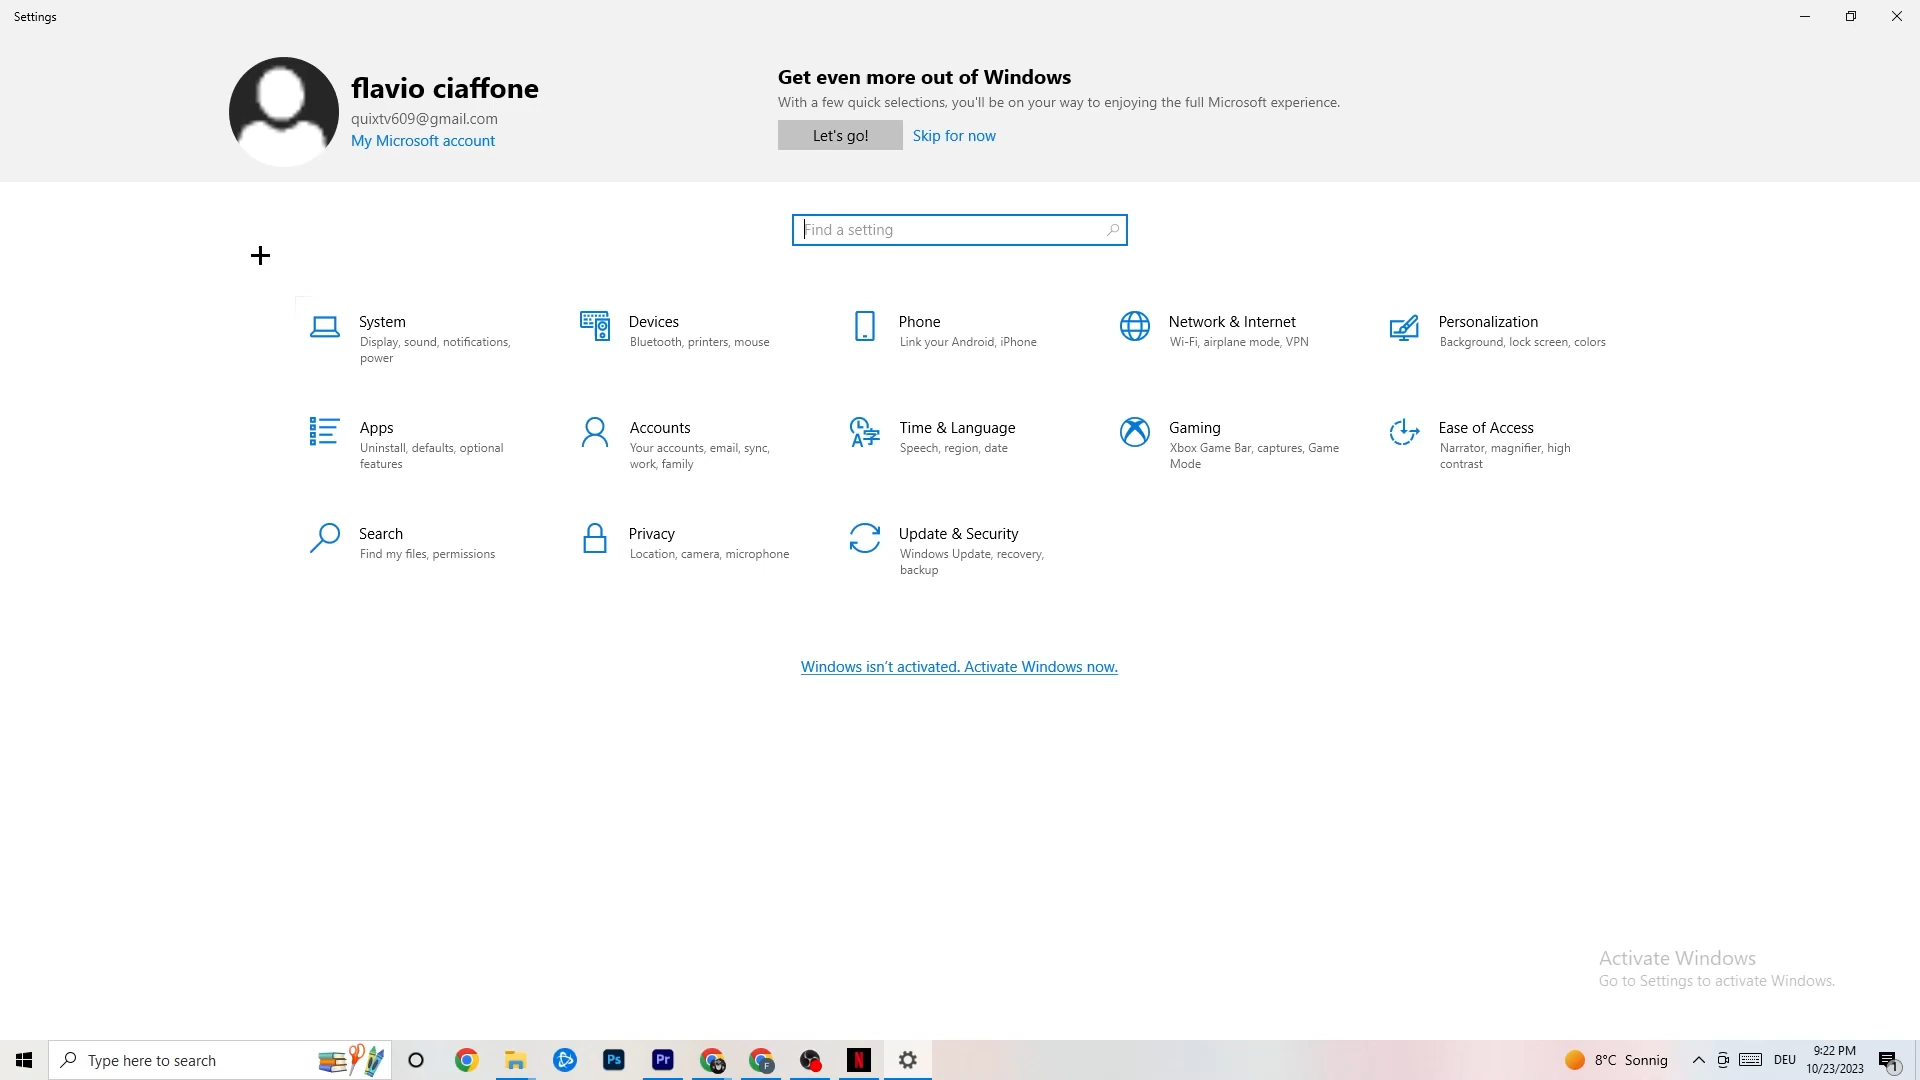 Settings
flavio ciaffone
quixtv609@gmail.com
My Microsoft account
Get even more out of Windows
With a few quick selections, you'll be on your way to enjoying the full Microsoft experience.
Let's go!
Skip for now
Find a setting
System
Display, sound, notifications,
power
Devices
Bluetooth, printers, mouse
Phone
Link your Android, iPhone
Network & Internet
Wi-Fi, airplane mode, VPN
Personalization
Background, lock screen, colors
Apps
Uninstall, defaults, optional
features
Accounts
Your accounts, email, sync,
work, family
Time & Language
Speech, region, date
Gaming
Xbox Game Bar, captures, Game
Mode
Ease of Access
Narrator, magnifier, high
contrast
Search
Find my files, permissions
Privacy
Location, camera, microphone
Update & Security
Windows Update, recovery,
backup
Windows isn't activated. Activate Windows now.
Activate Windows
Go to Settings to activate Windows.
Type here to search
Ps
Pr
F
N
8°C Sonnig
DEU
9:22 PM
10/23/2023
1